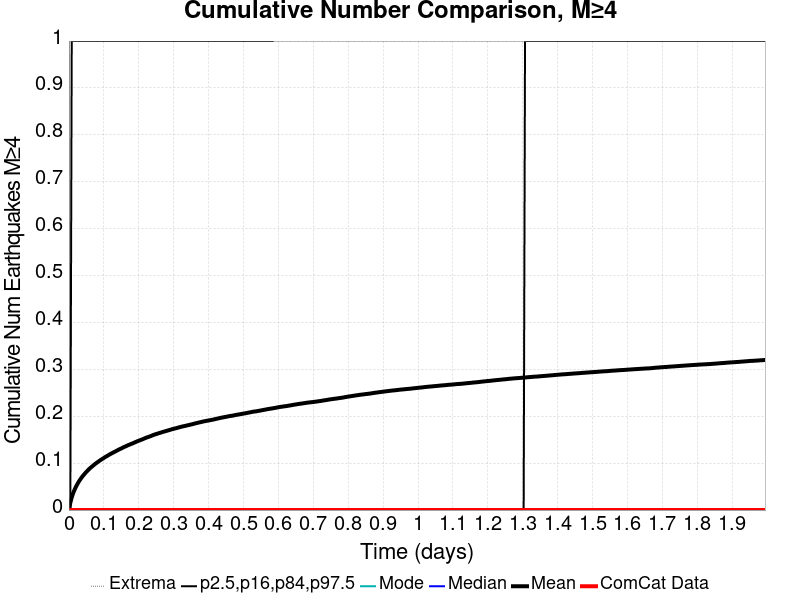 Cumulative Number Comparison, M≥4
Cumulative Num Earthquakes M≥4
1
0.9
0.8
0.7
0.6
0.5
0.4
0.3
0.2
0.1
0
0 0.1 0.2 0.3 0.4 0.5 0.6 0.7 0.8 0.9 1 1.1 1.2 1.3 1.4 1.5 1.6 1.7 1.8 1.9
Time (days)
Extrema p2.5,p16,p84,p97.5 Mode Median Mean ComCat Data